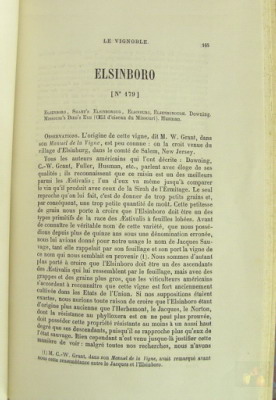 LE VIGNOBLE.
ELSINBORO
[N° 179]
OBSERVATIONS. L'origine de cette vigne, dit M. W. Grant, dans
son Manuel de la Vigne, est peu connue : on la croit venue du
village d'Elsinburg, dans le comté de Salem, New Jersey.
Tous les auteurs américains qui l'ont décrite : Downing,
C.-W. Grant, Fuller, Husman, etc., parlent avec éloge de ses
qualités; ils reconnaissent que ce raisin est un des meilleurs
parmi les Æstivalis : l'un d'eux va même jusqu'à comparer
le vin qu'il produit avec ceux de la Sirah de l'Ermitage. Le seul
reproche qu'on lui fait, c'est de donner de trop petits grains et,
par conséquent, une trop petite quantité de moût. Cette petitesse
de grain nous porte à croire que l'Elsinboro doit être un des
types primitifs de la race des Æstivalis à feuilles lobées. Avant
de connaître le véritable nom de cette variété, que nous possé-
dions depuis plus de quinze ans sous une dénomination erronée,
nous lui avions donné pour notre usage le nom de Jacques Sau-
vage, tant elle rappelait par son feuillage et son port la vigne de
ce nom qui nous semblait en provenir (1). Nous sommes d'autant
plus porté à croire que l'Elsinboro doit être un des ascendants
des Æstivalis qui lui ressemblent par le feuillage, mais avec des
grappes et des grains plus gros, que les viticulteurs américains
s'accordent à reconnaître que cette vigne est fort anciennement
cultivée dans les États de l'Union. Si nos suppositions étaient
exactes, nous aurions toute raison de croire que l'Elsinboro étant
d'origine plus ancienne que l'Herbemont, le Jacques, le Norton,
dont la résistance au phylloxera est on ne peut plus prouvée,
doit posséder cette propriété résistante au moins à un aussi haut
degré que ses descendants, puisqu'il se rapproche plus qu'eux de
l'état sauvage. Rien cependant n'est venu jusque-là justifier cette
manière de voir : malgré toutes nos recherches, nous n'avons
(1) M. C.-W. Grant, dans son Manuel de la Vigne, avait remarqué avant
nous cette ressemblance entre le Jacques et l'Elsinboro.